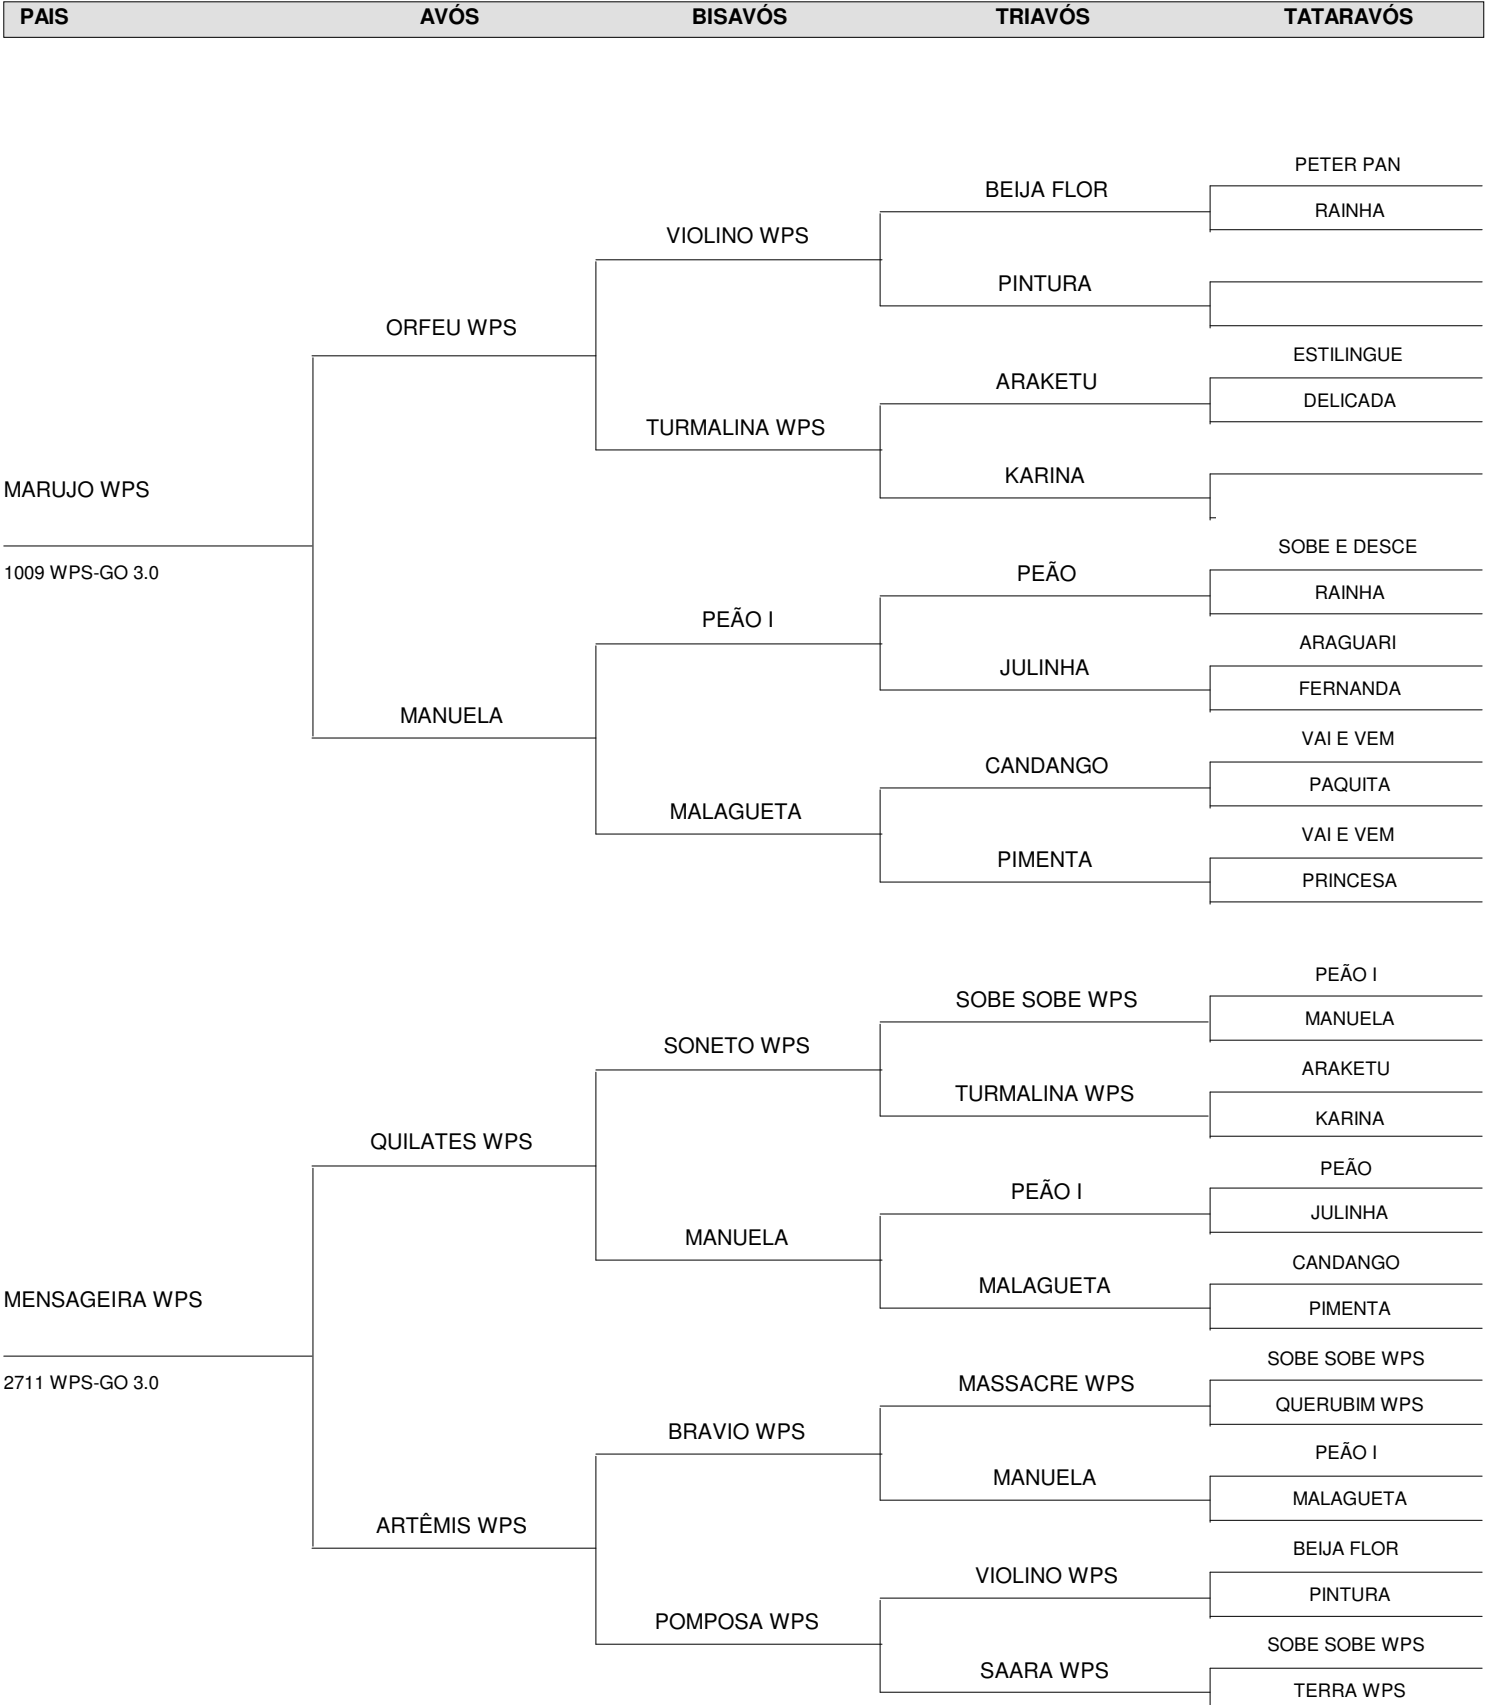 PAIS AVÓS BISAVÓS TRIAVÓS TATARAVÓS
PETER PAN
BEIJA FLOR
RAINHA
VIOLINO WPS
PINTURA
ORFEU WPS
ESTILINGUE
ARAKETU
DELICADA
TURMALINA WPS
KARINA
MARUJO WPS
SOBE E DESCE
1009 WPS-GO 3.0
PEÃO
RAINHA
PEÃO I
ARAGUARI
JULINHA
FERNANDA
MANUELA
VAI E VEM
CANDANGO
PAQUITA
MALAGUETA
VAI E VEM
PIMENTA
PRINCESA
PEÃO I
SOBE SOBE WPS
MANUELA
SONETO WPS
ARAKETU
TURMALINA WPS
KARINA
QUILATES WPS
PEÃO
PEÃO I
JULINHA
MANUELA
CANDANGO
MALAGUETA
PIMENTA
MENSAGEIRA WPS
SOBE SOBE WPS
2711 WPS-GO 3.0
MASSACRE WPS
QUERUBIM WPS
BRAVIO WPS
PEÃO I
MANUELA
MALAGUETA
ARTÊMIS WPS
BEIJA FLOR
VIOLINO WPS
PINTURA
POMPOSA WPS
SOBE SOBE WPS
SAARA WPS
TERRA WPS